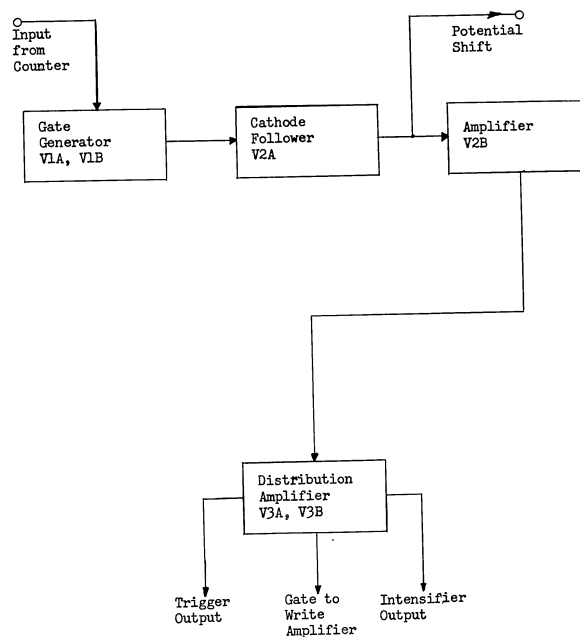 Input
from
Counter
Potential
Shift
Gate
Generator
V1A, V1B
Cathode
Follower
V2A
Amplifier
V2B
Distribution
Amplifier
V3A, V3B
Trigger
Output
Gate to
Write
Amplifier
Intensifier
Output